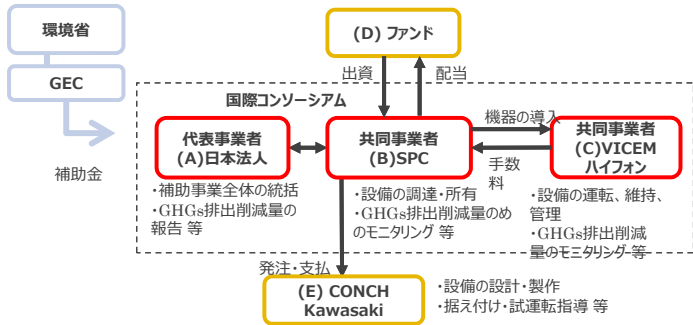 環境省
GEC
補助金
(D) ファンド
出資
配当
国際コンソーシアム
代表事業者
(A)日本法人
共同事業者
(B)SPC
機器の導入
手数
料
共同事業者
(C)VICEM
ハイフォン
・補助事業全体の統括
・GHGs排出削減量の
報告 等
・設備の調達・所有
・GHGs排出削減量のめ
のモニタリング 等
・設備の運転、維持、
管理
・GHGs排出削減
量のモニタリング 等
発注・支払
(E) CONCH
Kawasaki
・設備の設計・製作
・据え付け・試運転指導 等